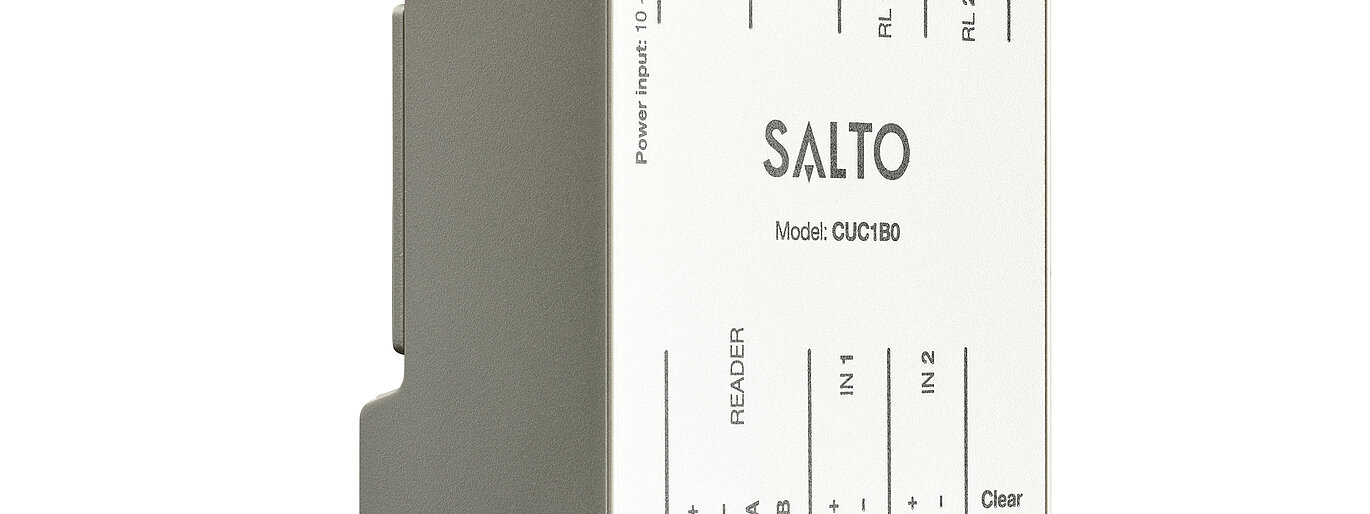 Power input: 10 -
RL
RL 2
SALTO
Model: CUC1B0
READER
IN 1
IN 2
+ - A B + - + - Clear